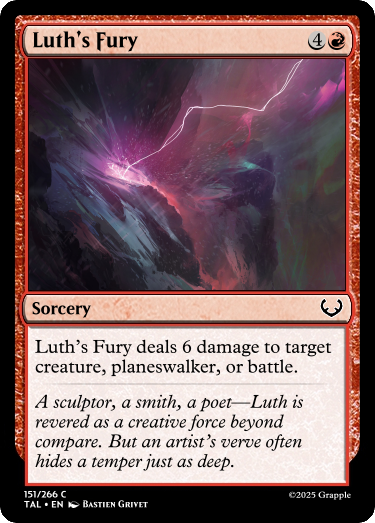 Luth's Fury 4
Sorcery
Luth's Fury deals 6 damage to target
creature, planeswalker, or battle.
A sculptor, a smith, a poet—Luth is
revered as a creative force beyond
compare. But an artist's verve often
hides a temper just as deep.
151/266 C
TAL • EN Bastien Grivet
©2025 Grapple